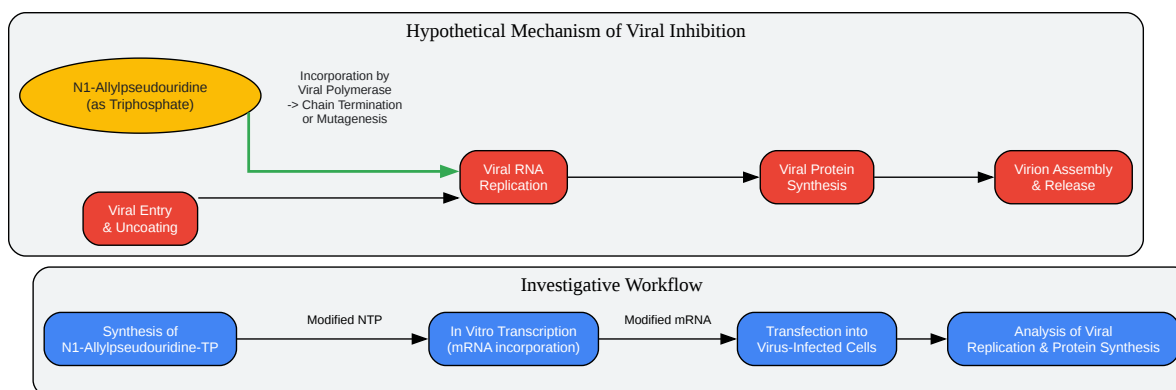 Hypothetical Mechanism of Viral Inhibition
N1-Allylpseudouridine
(as Triphosphate)
Incorporation by
Viral Polymerase
-> Chain Termination
or Mutagenesis
Viral Entry
& Uncoating
Viral RNA
Replication
Viral Protein
Synthesis
Virion Assembly
& Release
Investigative Workflow
Synthesis of
N1-Allylpseudouridine-TP
Modified NTP
In Vitro Transcription
(mRNA incorporation)
Modified mRNA
Transfection into
Virus-Infected Cells
Analysis of Viral
Replication & Protein Synthesis